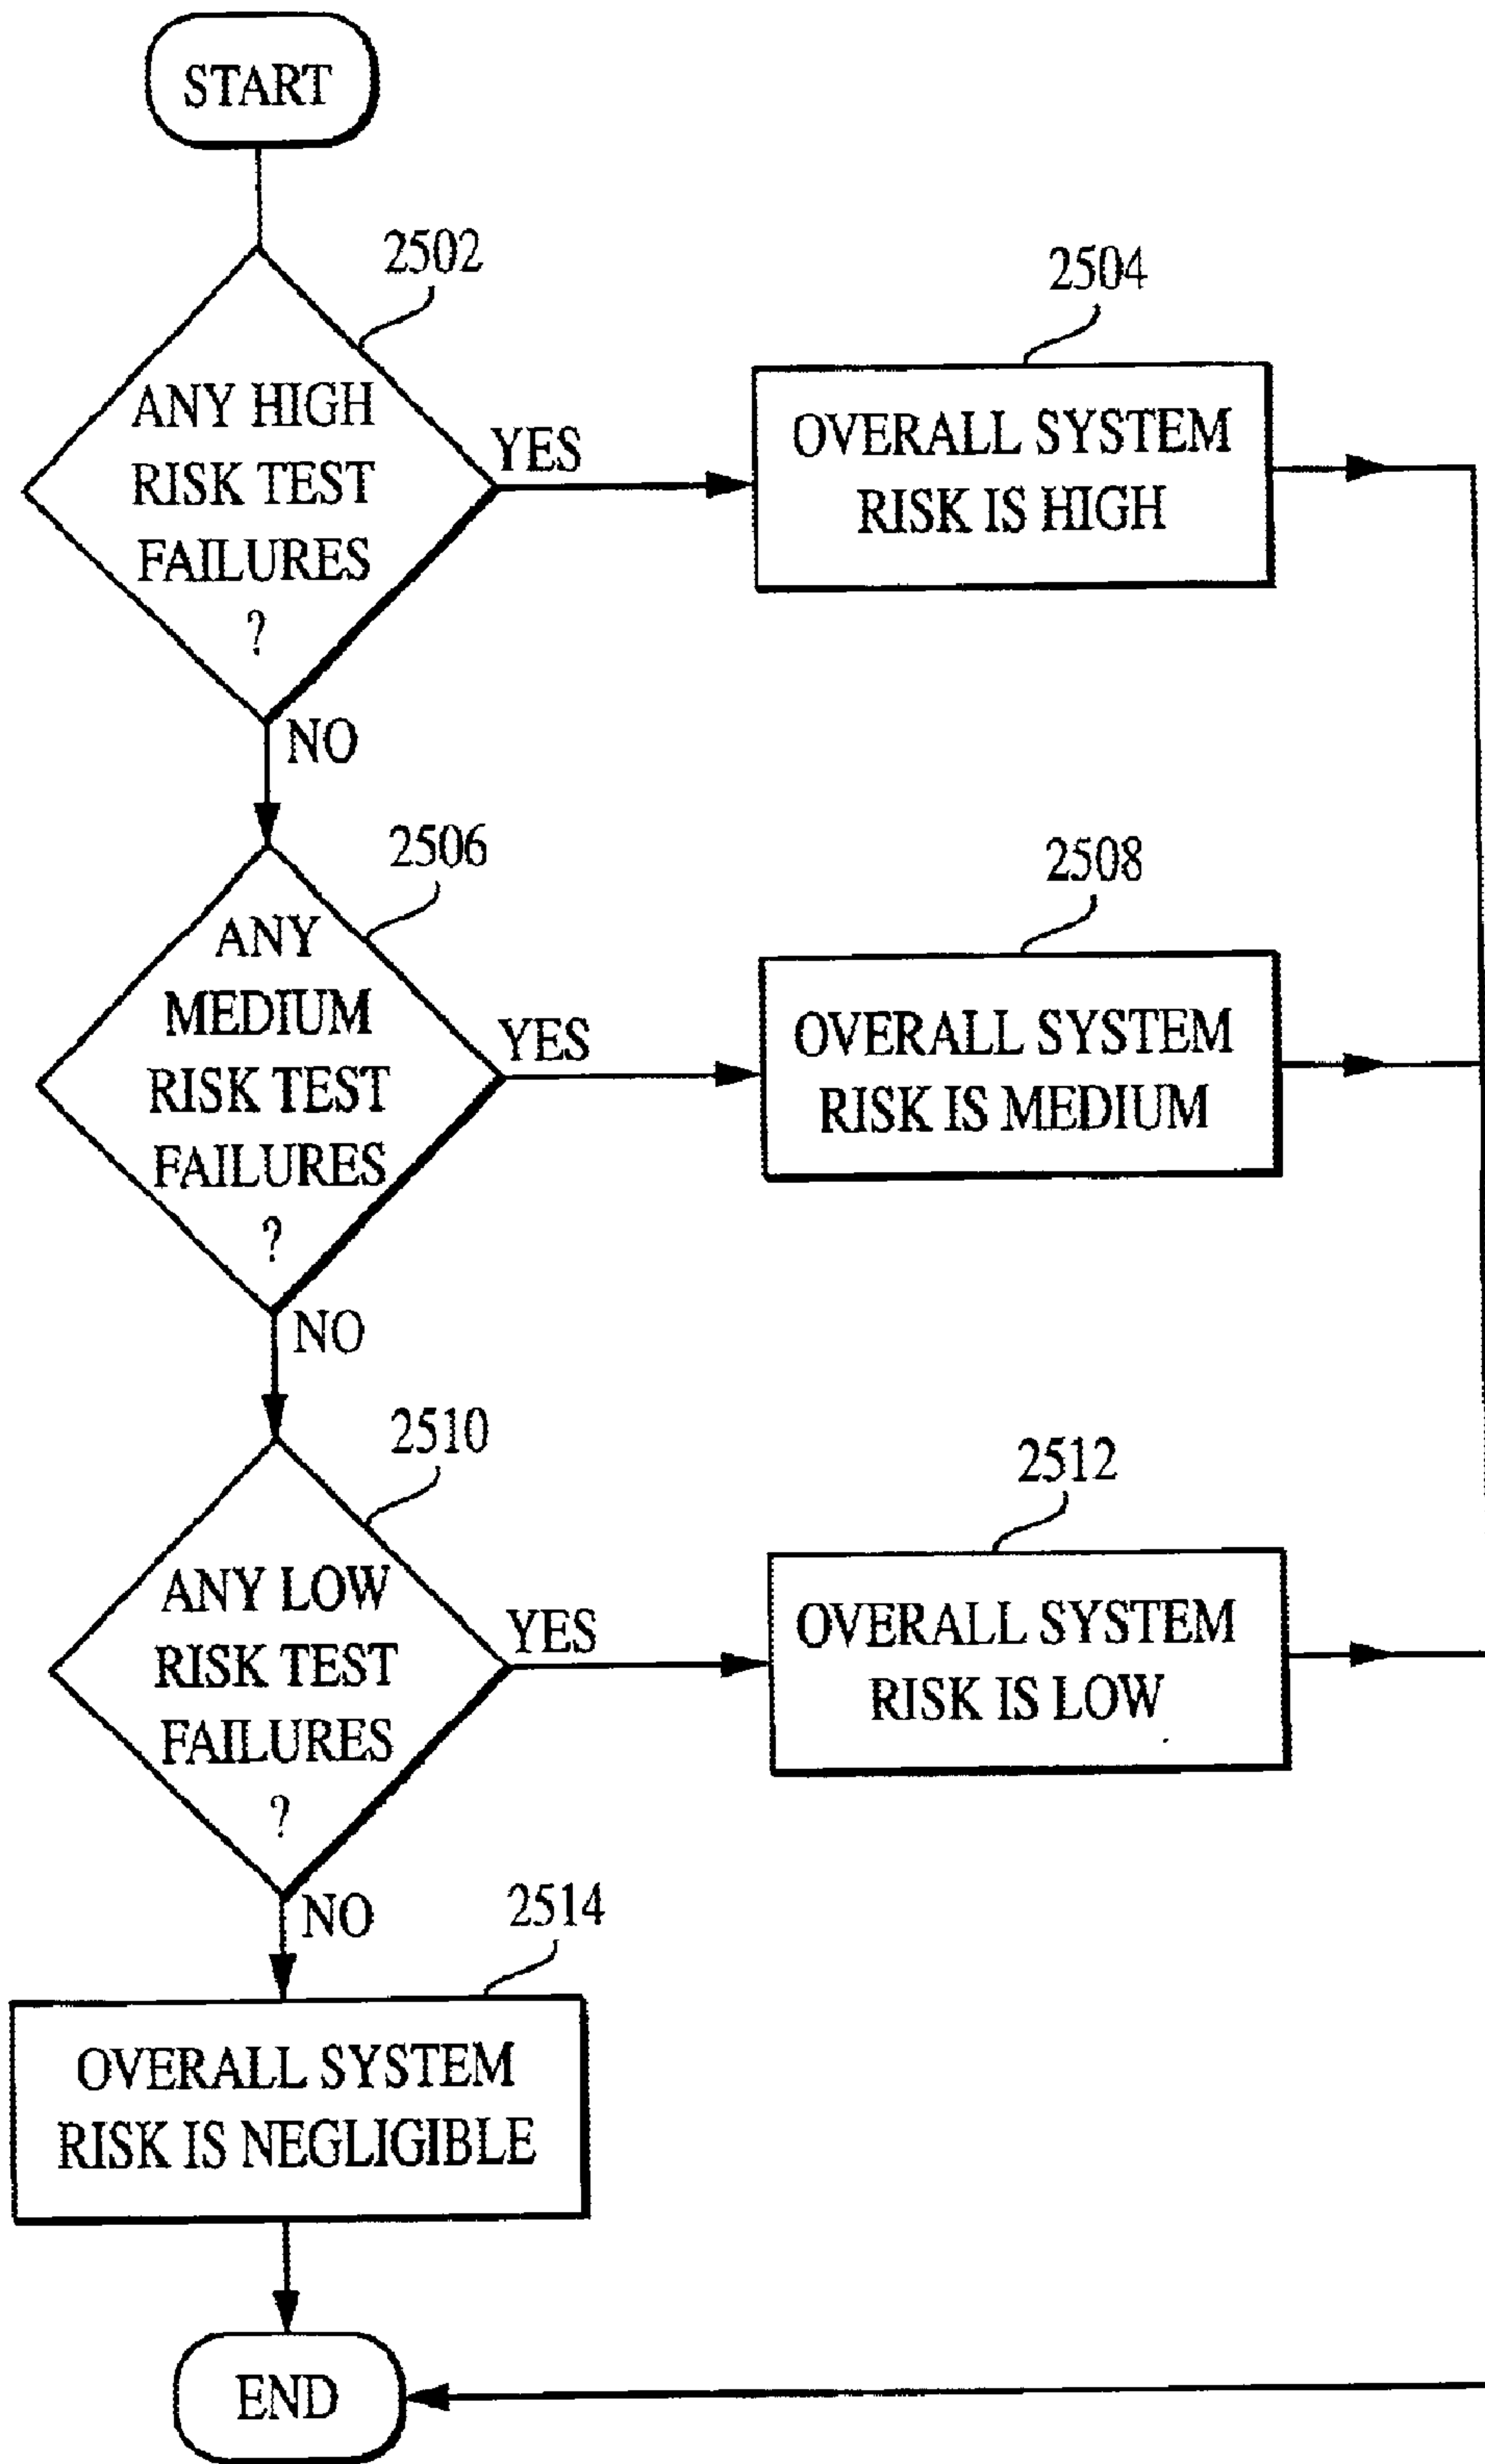 START
2502
ANY HIGH
RISK TEST
FAILURES
?
YES
2504
OVERALL SYSTEM
RISK IS HIGH
NO
2506
ANY
MEDIUM
RISK TEST
FAILURES
?
YES
2508
OVERALL SYSTEM
RISK IS MEDIUM
NO
2510
ANY LOW
RISK TEST
FAILURES
?
YES
2512
OVERALL SYSTEM
RISK IS LOW
NO
2514
OVERALL SYSTEM
RISK IS NEGLIGIBLE
END